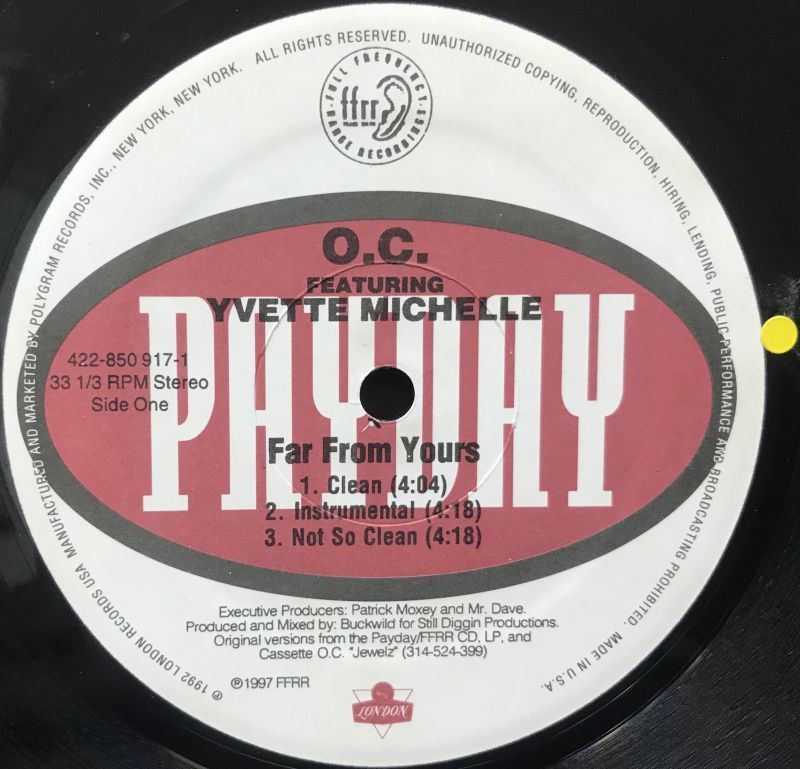 MANUFACTURED AND MARKETED BY POLYGRAM RECORDS, INC., NEW YORK, NEW YORK. ALL RIGHTS RESERVED. UNAUTHORIZED COPYING, REPRODUCTION, HIRING, LENDING, PUBLIC PERFORMANCE AND BROADCASTING PROHIBITED. MADE IN U.S.A.
FULL FREQUENCY
ffrr
RANGE RECORDINGS
O.C.
FEATURING
YVETTE MICHELLE
PAYDAY
422-850 917-1
33 1/3 RPM Stereo
Side One
Far From Yours
1. Clean (4:04)
2. Instrumental (4:18)
3. Not So Clean (4:18)
Executive Producers: Patrick Moxey and Mr. Dave.
Produced and Mixed by: Buckwild for Still Diggin Productions.
Original versions from the Payday/FFRR CD, LP, and
Cassette O.C. "Jewelz" (314-524-399)
℗ 1992 LONDON RECORDS USA
℗1997 FFRR
LONDON